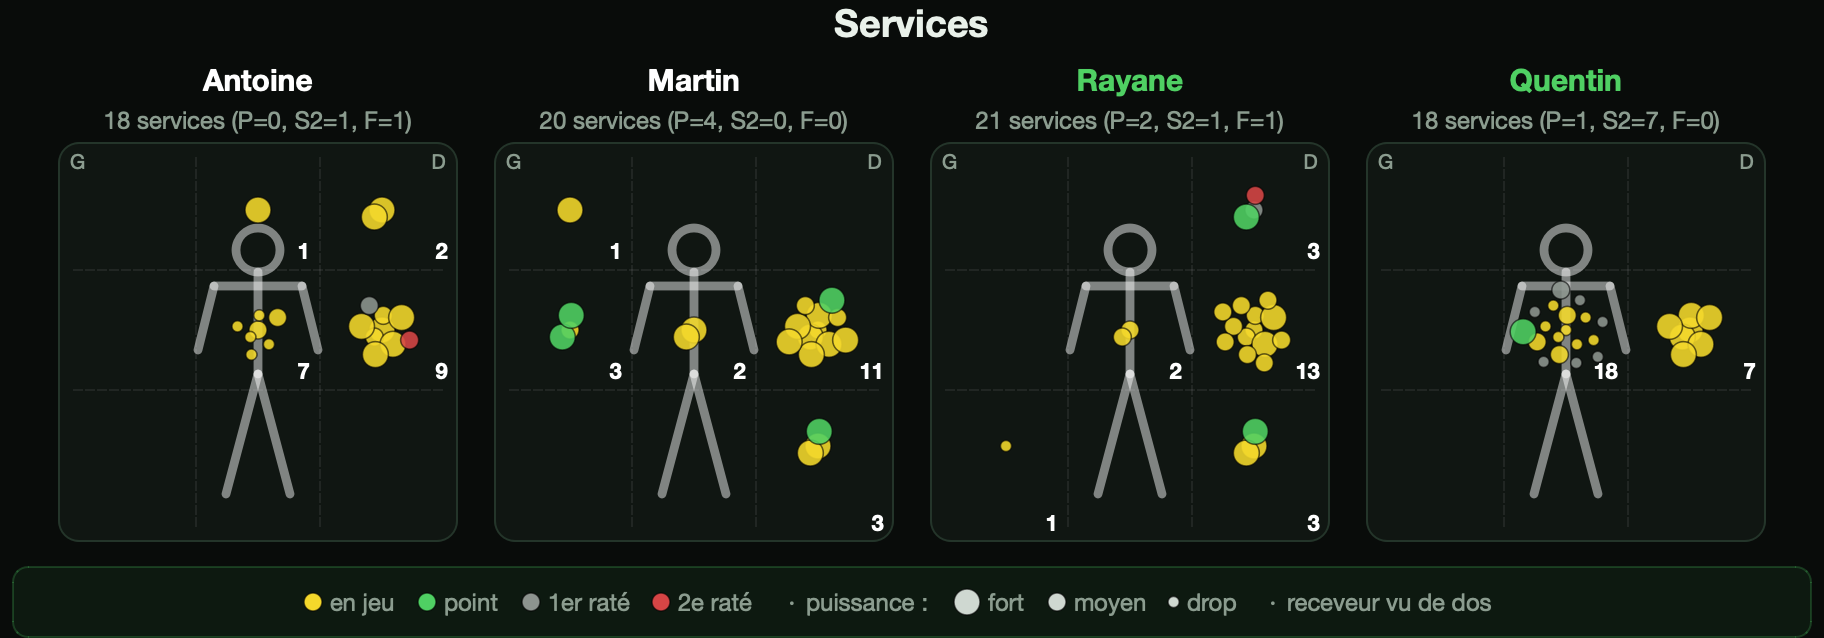 Services
Antoine
18 services (P=0, S2=1, F=1)
G
D
1
2
7
9
Martin
20 services (P=4, S2=0, F=0)
G
D
1
3
2
11
3
Rayane
21 services (P=2, S2=1, F=1)
G
D
3
2
13
1
3
Quentin
18 services (P=1, S2=7, F=0)
G
D
18
7
en jeu point 1er raté 2e raté · puissance : fort moyen drop · receveur vu de dos